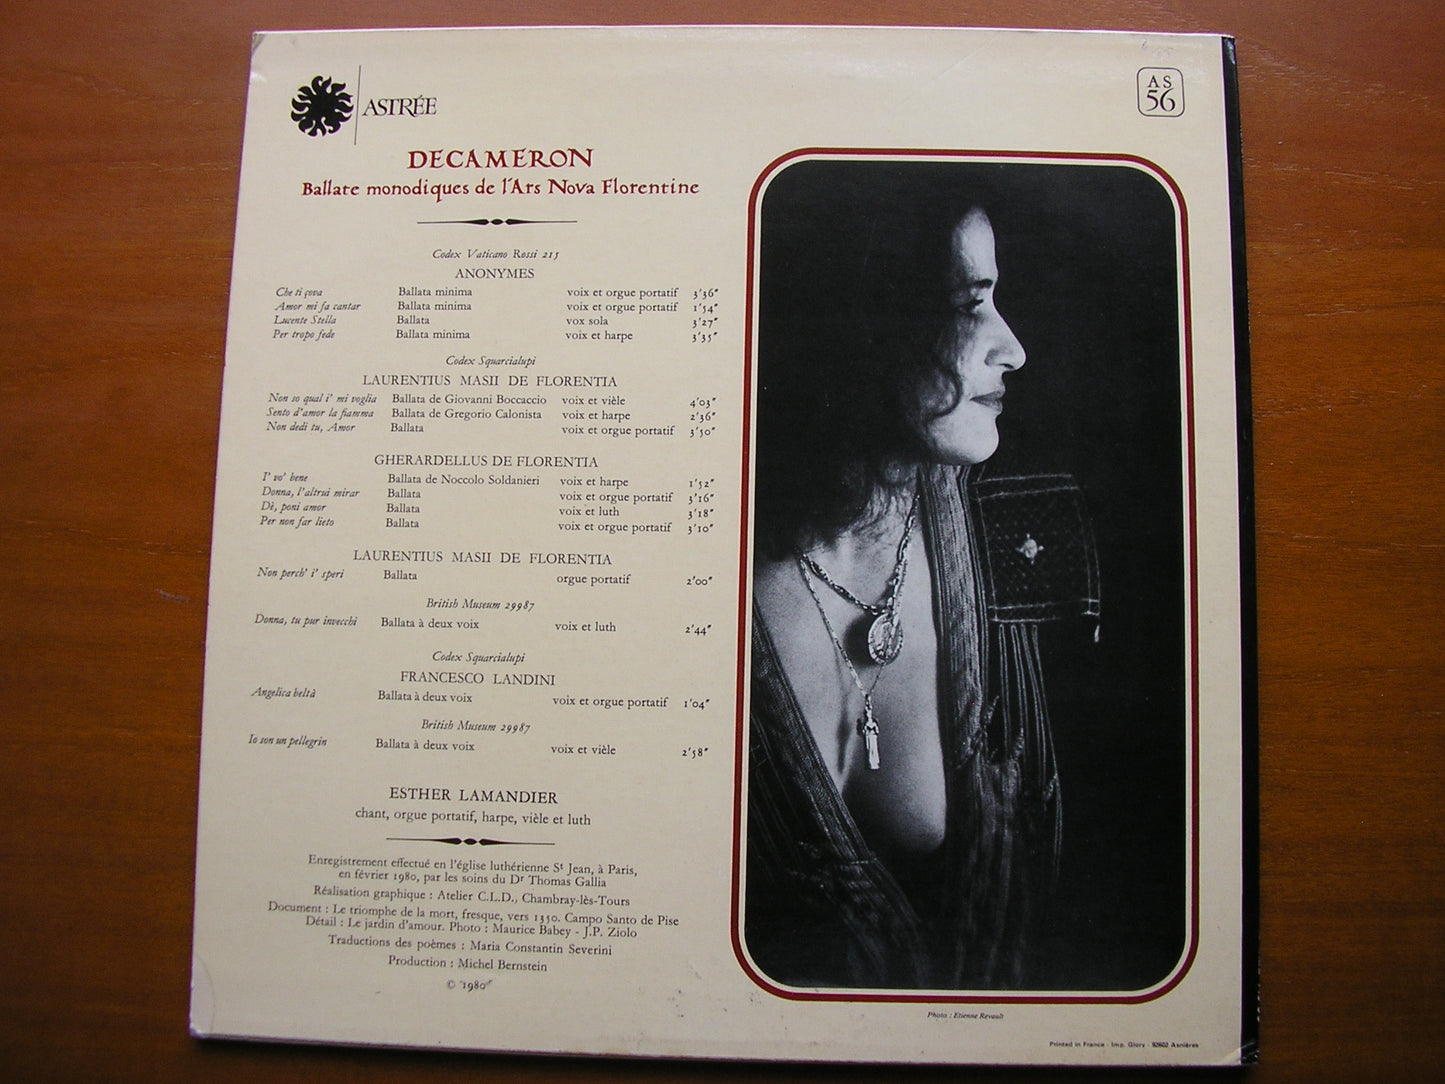 ASTRÉE
AS
56
DECAMERON
Ballate monodiques de l'Ars Nova Florentine
Codex Vaticano Rossi 215
ANONYMES
Che ti çova Ballata minima voix et orgue portatif 3'36"
Amor mi fa cantar Ballata minima voix et orgue portatif 1'54"
Lucente Stella Ballata vox sola 3'27"
Per tropo fede Ballata minima voix et harpe 3'35"
Codex Squarcialupi
LAURENTIUS MASII DE FLORENTIA
Non so qual i' mi voglia Ballata de Giovanni Boccaccio voix et vièle 4'03"
Sento d'amor la fiamma Ballata de Gregorio Calonista voix et harpe 2'36"
Non dedi tu, Amor Ballata voix et orgue portatif 3'50"
GHERARDELLUS DE FLORENTIA
I' vo' bene Ballata de Noccolo Soldanieri voix et harpe 1'52"
Donna, l'altrui mirar Ballata voix et orgue portatif 3'16"
Dè, poni amor Ballata voix et luth 3'18"
Per non far lieto Ballata voix et orgue portatif 3'10"
LAURENTIUS MASII DE FLORENTIA
Non perch' i' speri Ballata orgue portatif 2'00"
British Museum 29987
Donna, tu pur invecchi Ballata à deux voix voix et luth 2'44"
Codex Squarcialupi
FRANCESCO LANDINI
Angelica beltà Ballata à deux voix voix et orgue portatif 1'04"
British Museum 29987
Io son un pellegrin Ballata à deux voix voix et vièle 2'58"
ESTHER LAMANDIER
chant, orgue portatif, harpe, vièle et luth
Enregistrement effectué en l'église luthérienne St Jean, à Paris,
en février 1980, par les soins du Dr Thomas Gallia
Réalisation graphique : Atelier C.L.D., Chambray-lès-Tours
Document : Le triomphe de la mort, fresque, vers 1350. Campo Santo de Pise
Détail : Le jardin d'amour. Photo : Maurice Babey - J.P. Ziolo
Traductions des poèmes : Maria Constantin Severini
Production : Michel Bernstein
© 1980
Photo : Etienne Revault
Printed in France - Imp. Glory - 92602 Asnières